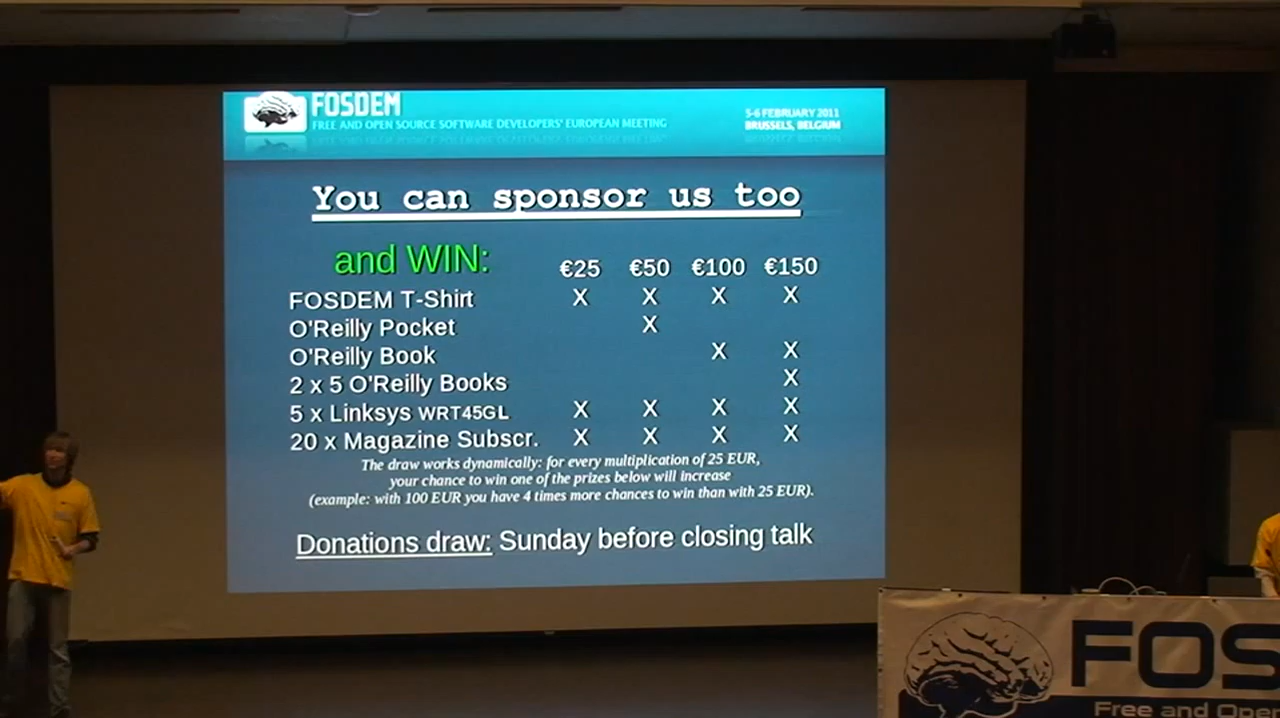 FOSDEM
FREE AND OPEN SOURCE SOFTWARE DEVELOPERS' EUROPEAN MEETING
5-6 FEBRUARY 2011
BRUSSELS, BELGIUM
You can sponsor us too
and WIN:
€25 €50 €100 €150
FOSDEM T-Shirt X X X X
O'Reilly Pocket X
O'Reilly Book X X
2 x 5 O'Reilly Books X
5 x Linksys WRT45GL X X X X
20 x Magazine Subscr. X X X X
The draw works dynamically: for every multiplication of 25 EUR,
your chance to win one of the prizes below will increase
(example: with 100 EUR you have 4 times more chances to win than with 25 EUR).
Donations draw: Sunday before closing talk
FOS
Free and Open